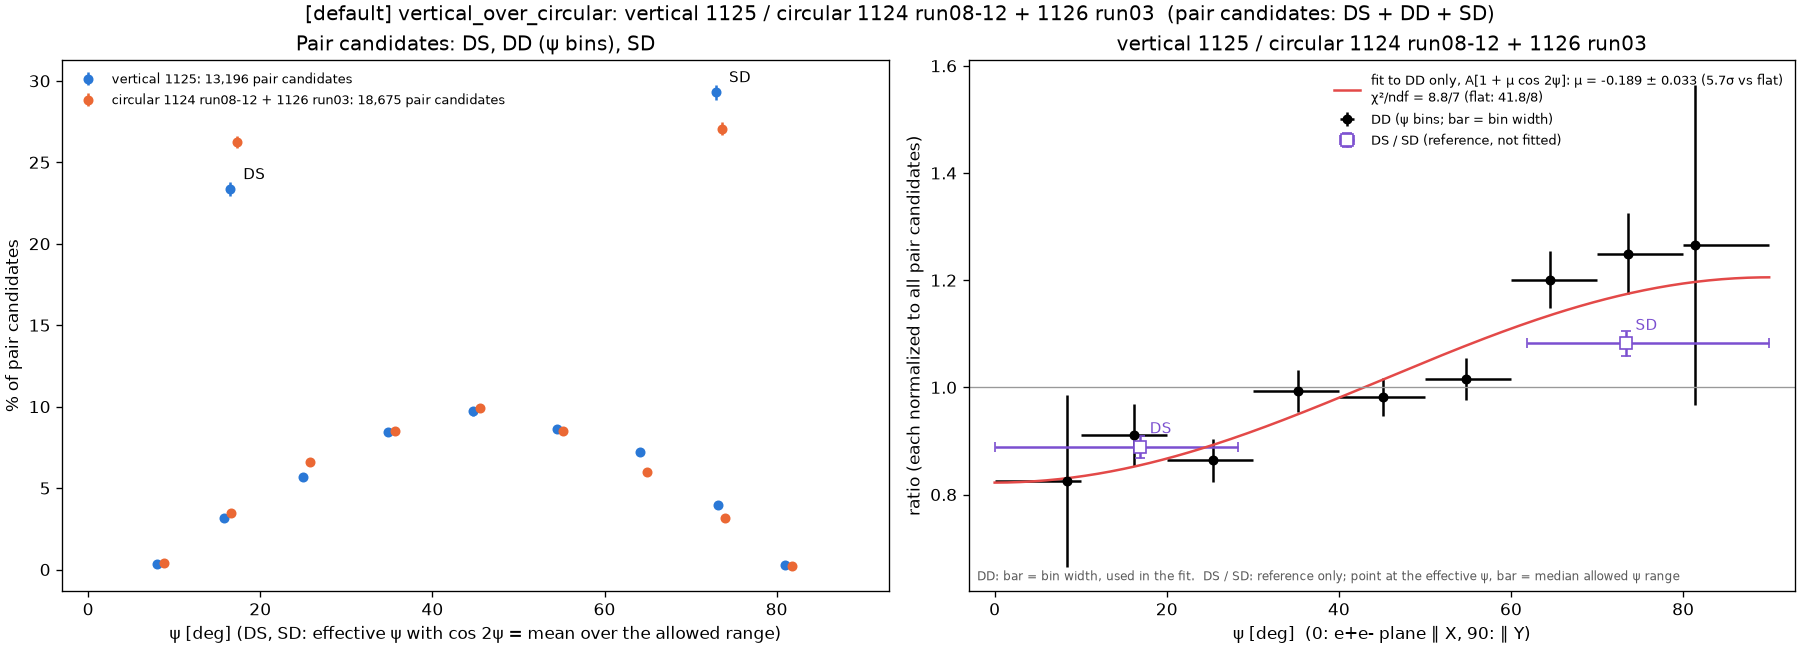 [default] vertical_over_circular: vertical 1125 / circular 1124 run08-12 + 1126 run03  (pair candidates: DS + DD + SD)
Pair candidates: DS, DD (ψ bins), SD
vertical 1125: 13,196 pair candidates
circular 1124 run08-12 + 1126 run03: 18,675 pair candidates
SD
DS
30
25
20
15
10
5
0
% of pair candidates
0 20 40 60 80
ψ [deg] (DS, SD: effective ψ with cos 2ψ = mean over the allowed range)
vertical 1125 / circular 1124 run08-12 + 1126 run03
fit to DD only, A[1 + μ cos 2ψ]: μ = -0.189 ± 0.033 (5.7σ vs flat)
χ²/ndf = 8.8/7 (flat: 41.8/8)
DD (ψ bins; bar = bin width)
DS / SD (reference, not fitted)
SD
DS
1.6
1.4
1.2
1.0
0.8
ratio (each normalized to all pair candidates)
DD: bar = bin width, used in the fit.  DS / SD: reference only; point at the effective ψ, bar = median allowed ψ range
0 20 40 60 80
ψ [deg]  (0: e+e- plane ∥ X, 90: ∥ Y)